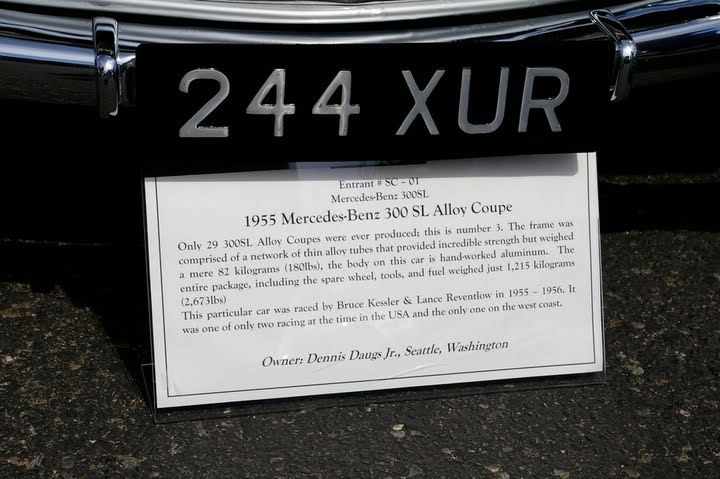 244 XUR
Entrant # SC – 01
Mercedes-Benz 300SL
1955 Mercedes-Benz 300 SL Alloy Coupe
Only 29 300SL Alloy Coupes were ever produced; this is number 3. The frame was
comprised of a network of thin alloy tubes that provided incredible strength but weighed
a mere 82 kilograms (180lbs), the body on this car is hand-worked aluminum. The
entire package, including the spare wheel, tools, and fuel weighed just 1,215 kilograms
(2,673lbs)
This particular car was raced by Bruce Kessler & Lance Reventlow in 1955 – 1956. It
was one of only two racing at the time in the USA and the only one on the west coast.
Owner: Dennis Daugs Jr., Seattle, Washington